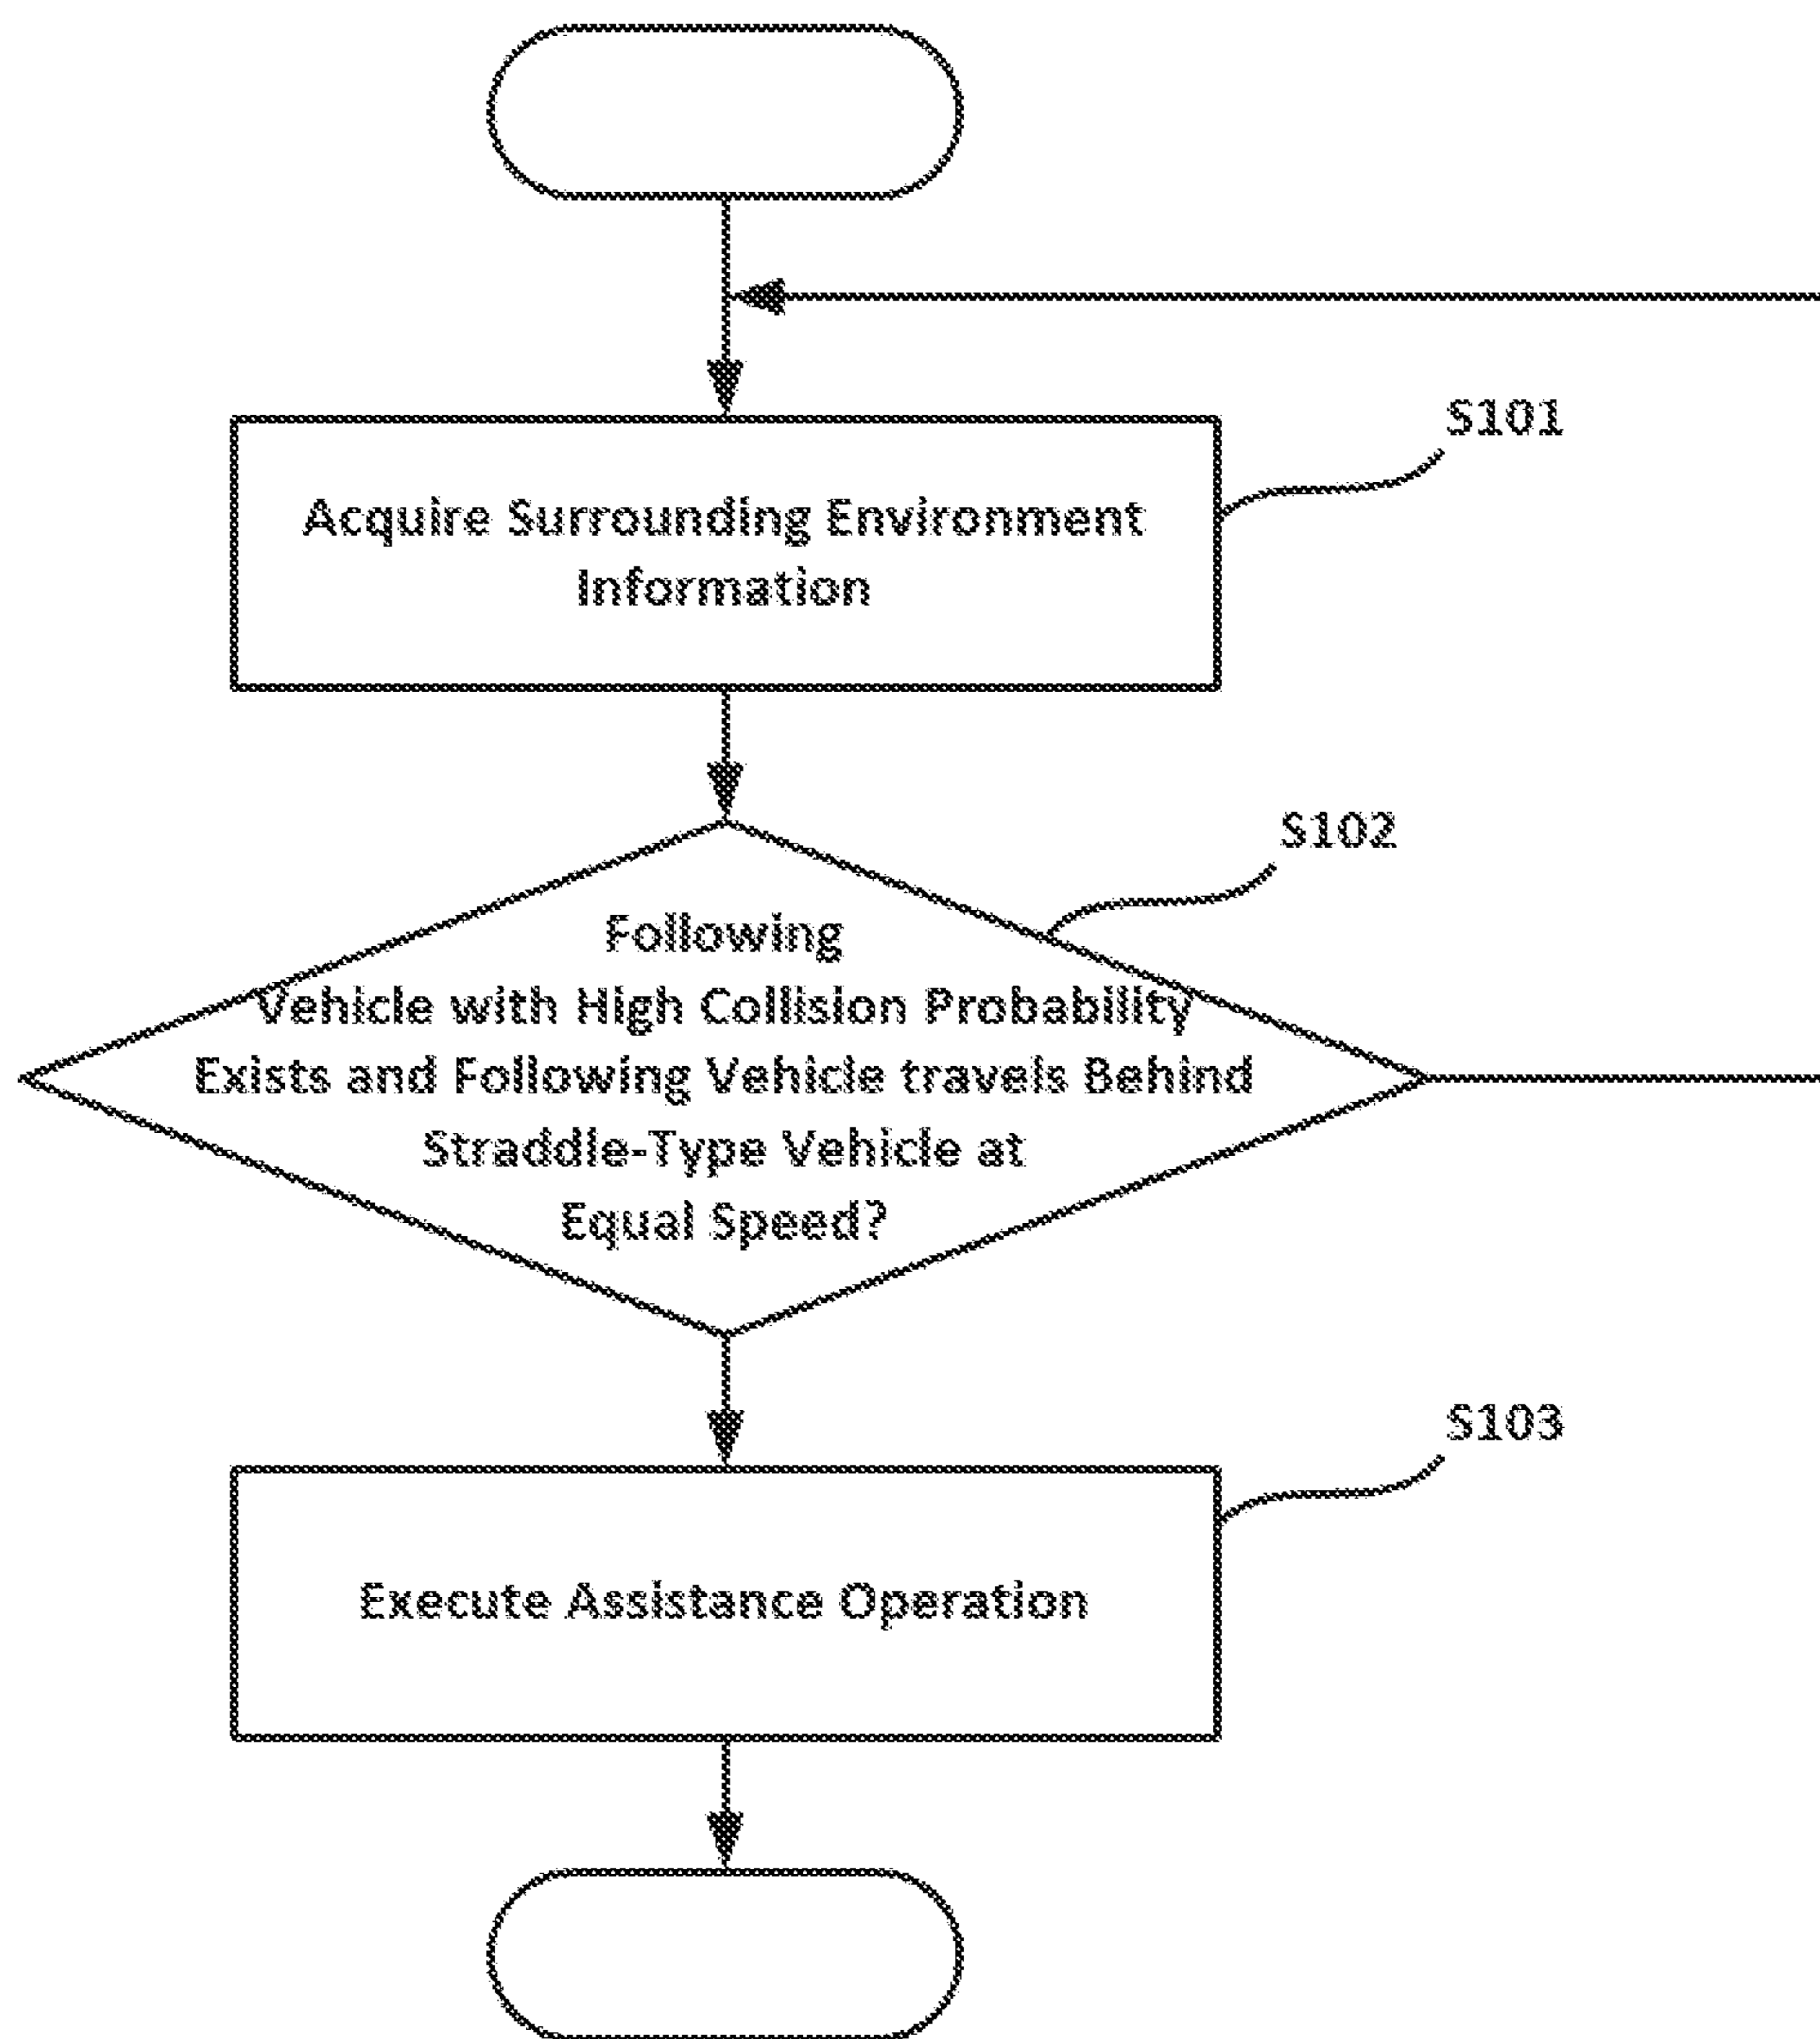 S101
Acquire Surrounding Environment
Information
S102
Following
Vehicle with High Collision Probability
Exists and Following Vehicle travels Behind
Straddle-Type Vehicle at
Equal Speed?
S103
Execute Assistance Operation